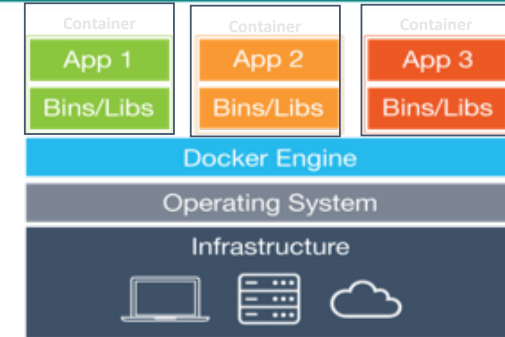 Container Container Container
App 1 App 2 App 3
Bins/Libs Bins/Libs Bins/Libs
Docker Engine
Operating System
Infrastructure